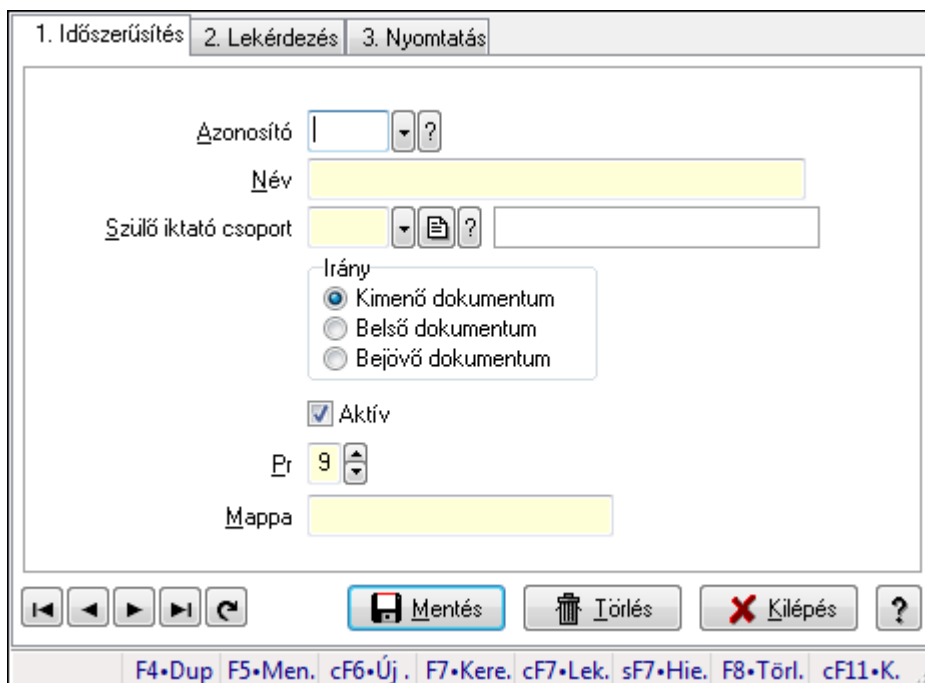 1. Időszerűsítés 2. Lekérdezés 3. Nyomtatás
Azonosító ?
Név
Szülő iktató csoport ?
Irány
Kimenő dokumentum
Belső dokumentum
Bejövő dokumentum
Aktív
Pr 9
Mappa
Mentés Törlés Kilépés ?
F4•Dup F5•Men. cF6•Új . F7•Kere. cF7•Lek. sF7•Hie. F8•Törl. cF11•K.